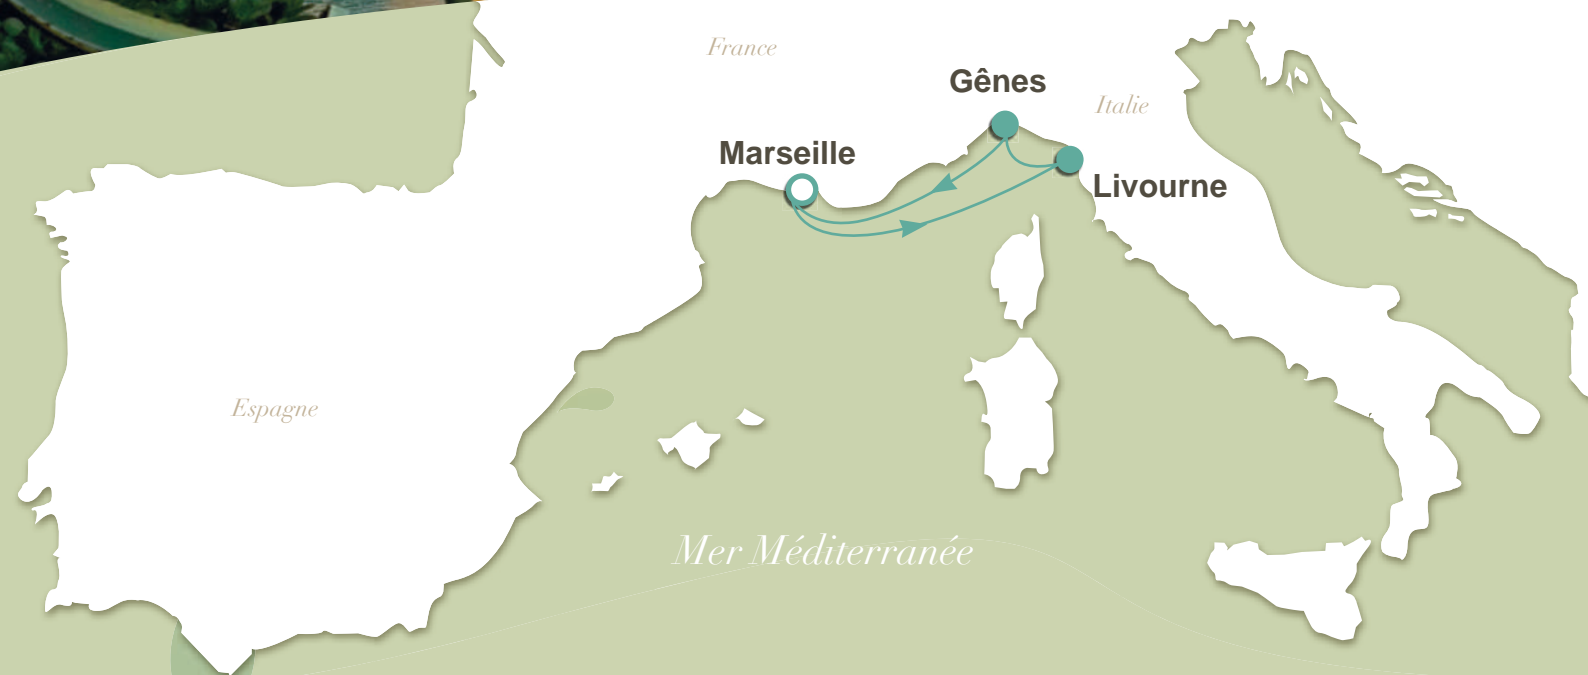 France
Gênes
Italie
Marseille
Livourne
Espagne
Mer Méditerranée